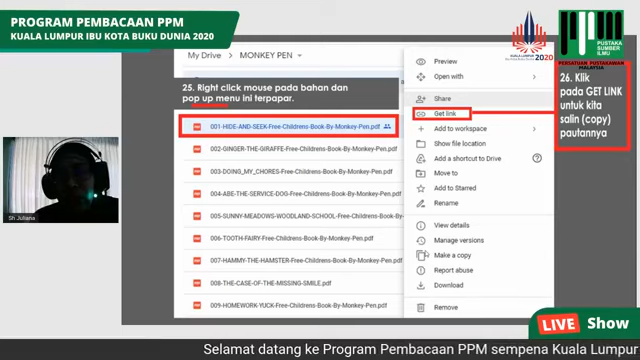 PROGRAM PEMBACAAN PPM
KUALA LUMPUR IBU KOTA BUKU DUNIA 2020
KUALA LUMPUR
2020
PUSTAKA
SUMBER
ILMU
PERSATUAN PUSTAKAWAN
MALAYSIA
My Drive > MONKEY PEN
25. Right click mouse pada bahan dan
pop up menu ini terpapar.
001-HIDE-AND-SEEK-Free-Childrens-Book-By-Monkey-Pen.pdf
002-GINGER-THE-GIRAFFE-Free-Childrens-Book-By-Monkey-Pen.pdf
003-DOING_MY_CHORES-Free-Childrens-Book-By-Monkey-Pen.pdf
004-ABE-THE-SERVICE-DOG-Free-Childrens-Book-By-Monkey-Pen.pdf
005-SUNNY-MEADOWS-WOODLAND-SCHOOL-Free-Childrens-Book
006-TOOTH-FAIRY-Free-Childrens-Book-By-Monkey-Pen.pdf
007-HAMMY-THE-HAMSTER-Free-Childrens-Book-By-Monkey-Pen.pdf
008-THE-CASE-OF-THE-MISSING-SMILE.pdf
009-HOMEWORK-YUCK-Free-Childrens-Book-By-Monkey-Pen.pdf
Preview
Open with
Share
Get link
Add to workspace
Show file location
Add a shortcut to Drive
Move to
Add to Starred
Rename
View details
Manage versions
Make a copy
Report abuse
Download
Remove
26. Klik
pada GET LINK
untuk kita
salin (copy)
pautannya
Sh Juliana
LIVE Show
Selamat datang ke Program Pembacaan PPM sempena Kuala Lumpur